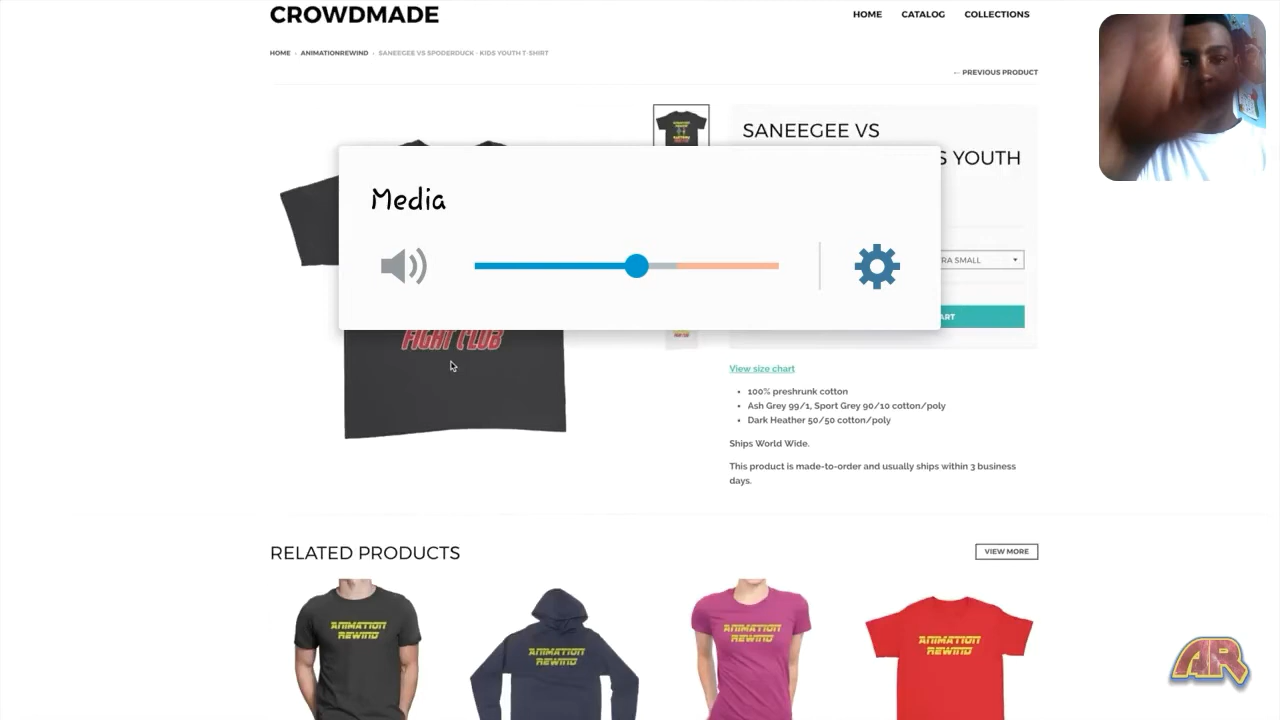 CROWDMADE
HOME CATALOG COLLECTIONS
HOME › ANIMATIONREWIND › SANEEGEE VS SPODERDUCK - KIDS YOUTH T-SHIRT
← PREVIOUS PRODUCT
SANEEGEE VS
S YOUTH
Media
RA SMALL
ART
FIGHT CLUB
View size chart
• 100% preshrunk cotton
• Ash Grey 99/1, Sport Grey 90/10 cotton/poly
• Dark Heather 50/50 cotton/poly
Ships World Wide.
This product is made-to-order and usually ships within 3 business
days.
RELATED PRODUCTS
VIEW MORE
ANIMATION
REWIND
ANIMATION
REWIND
ANIMATION
REWIND
ANIMATION
REWIND
AR